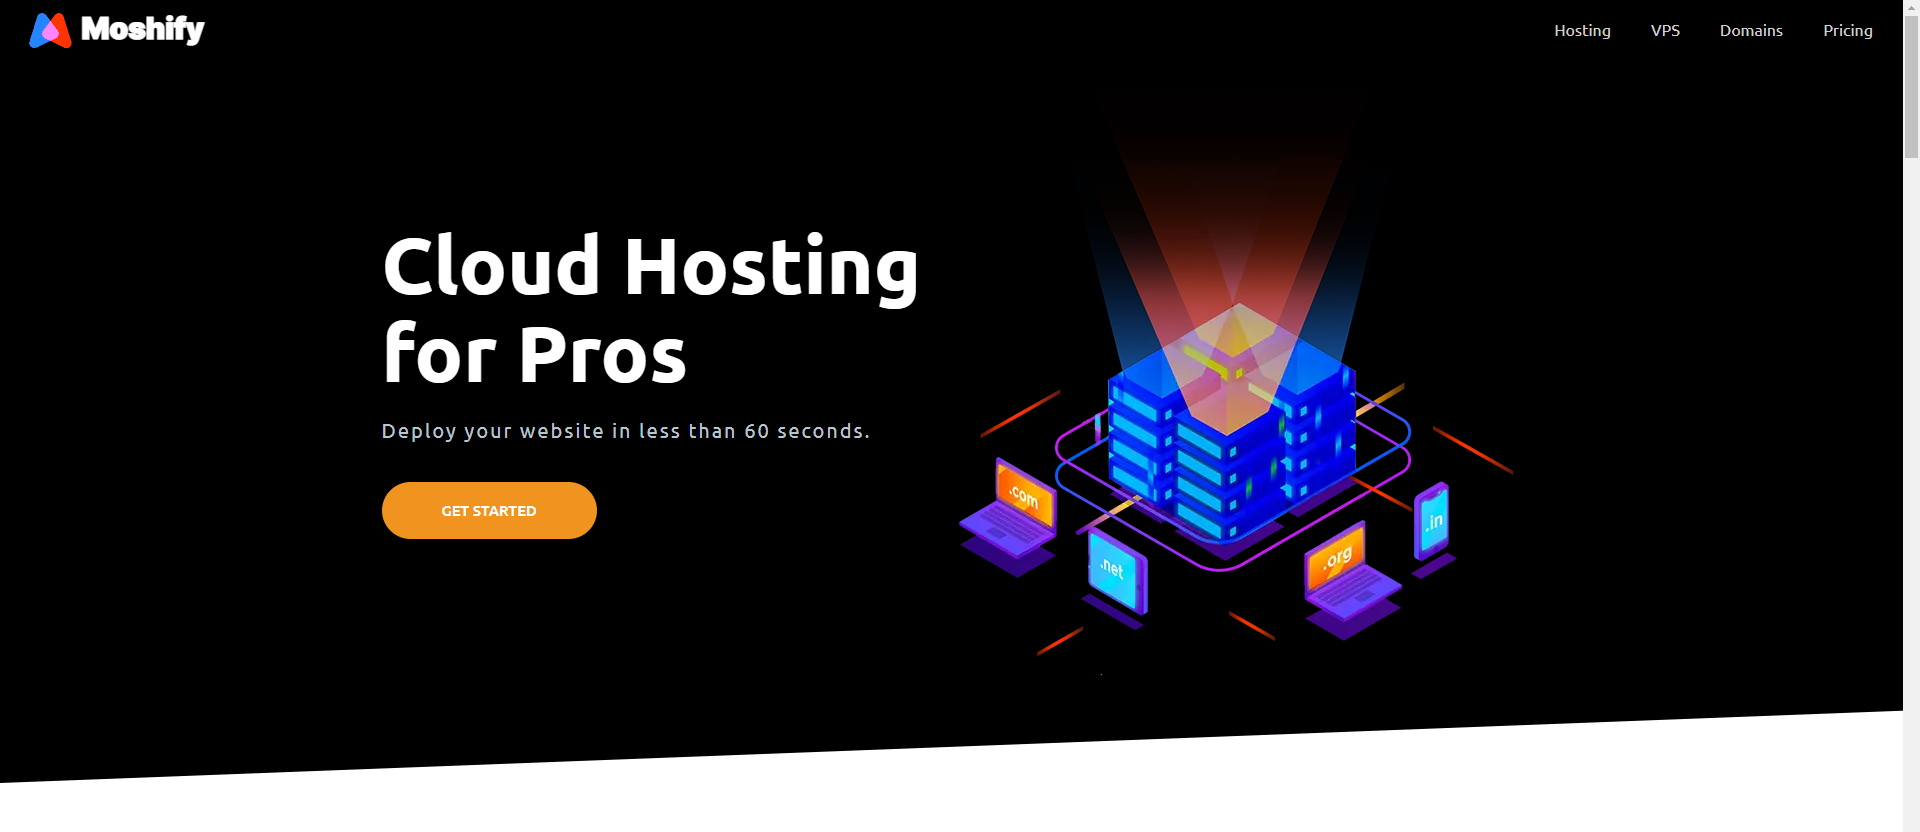 Moshify
Hosting VPS Domains Pricing
Cloud Hosting
for Pros
Deploy your website in less than 60 seconds.
GET STARTED
.com
.net
.org
.in